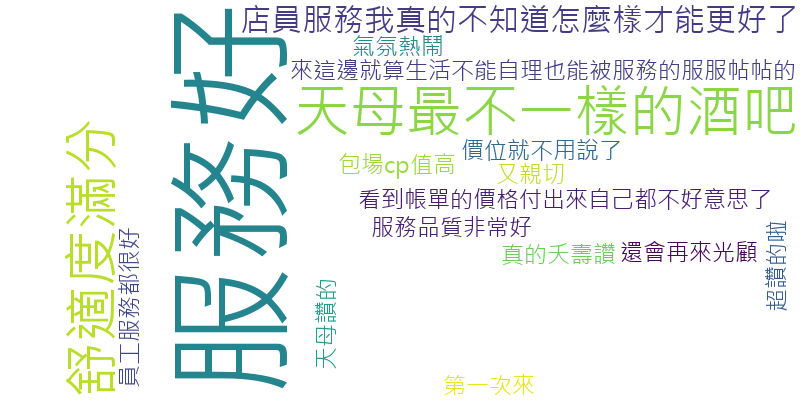 店員服務我真的不知道怎麼樣才能更好了
氣氛熱鬧
來這邊就算生活不能自理也能被服務的服服帖帖的
天母最不一樣的酒吧
價位就不用說了
包場cp值高
又親切
看到帳單的價格付出來自己都不好意思了
服務品質非常好
真的夭壽讚
還會再來光顧
第一次來
服務好
舒適度滿分
員工服務都很好
天母讚的
超讚的啦